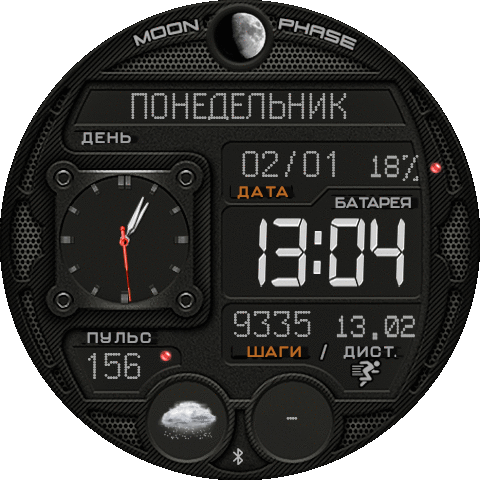 MOON PHASE
ПОНЕДЕЛЬНИК
ДЕНЬ
02/01 18%
ДАТА
БАТАРЕЯ
13:04
9335 13.02
ШАГИ / ДИСТ.
ПУЛЬС
156
--